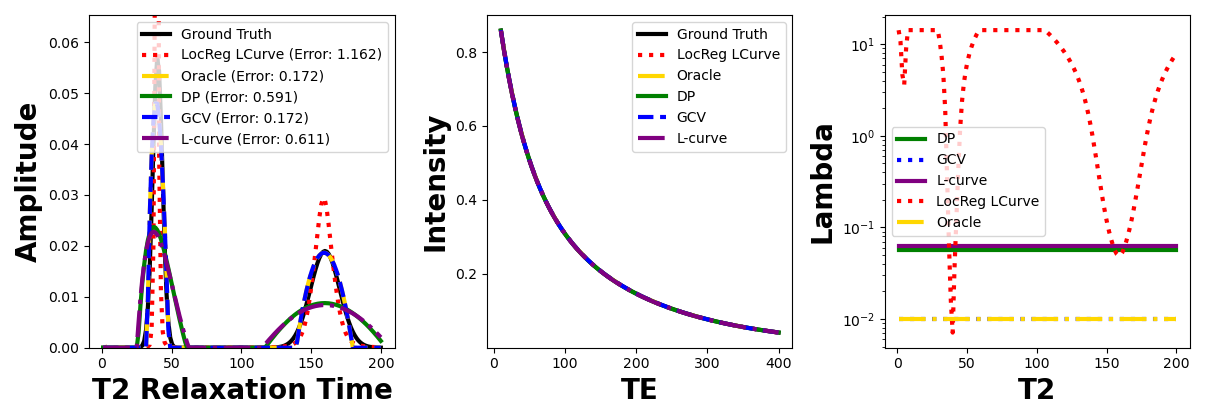 Amplitude
0.06
0.05
0.04
0.03
0.02
0.01
0.00
0
50
100
150
200
T2 Relaxation Time
Ground Truth
LocReg LCurve (Error: 1.162)
Oracle (Error: 0.172)
DP (Error: 0.591)
GCV (Error: 0.172)
L-curve (Error: 0.611)
Intensity
0.8
0.6
0.4
0.2
0
100
200
300
400
TE
Ground Truth
LocReg LCurve
Oracle
DP
GCV
L-curve
Lambda
10¹
10⁰
10⁻¹
10⁻²
0
50
100
150
200
T2
DP
GCV
L-curve
LocReg LCurve
Oracle